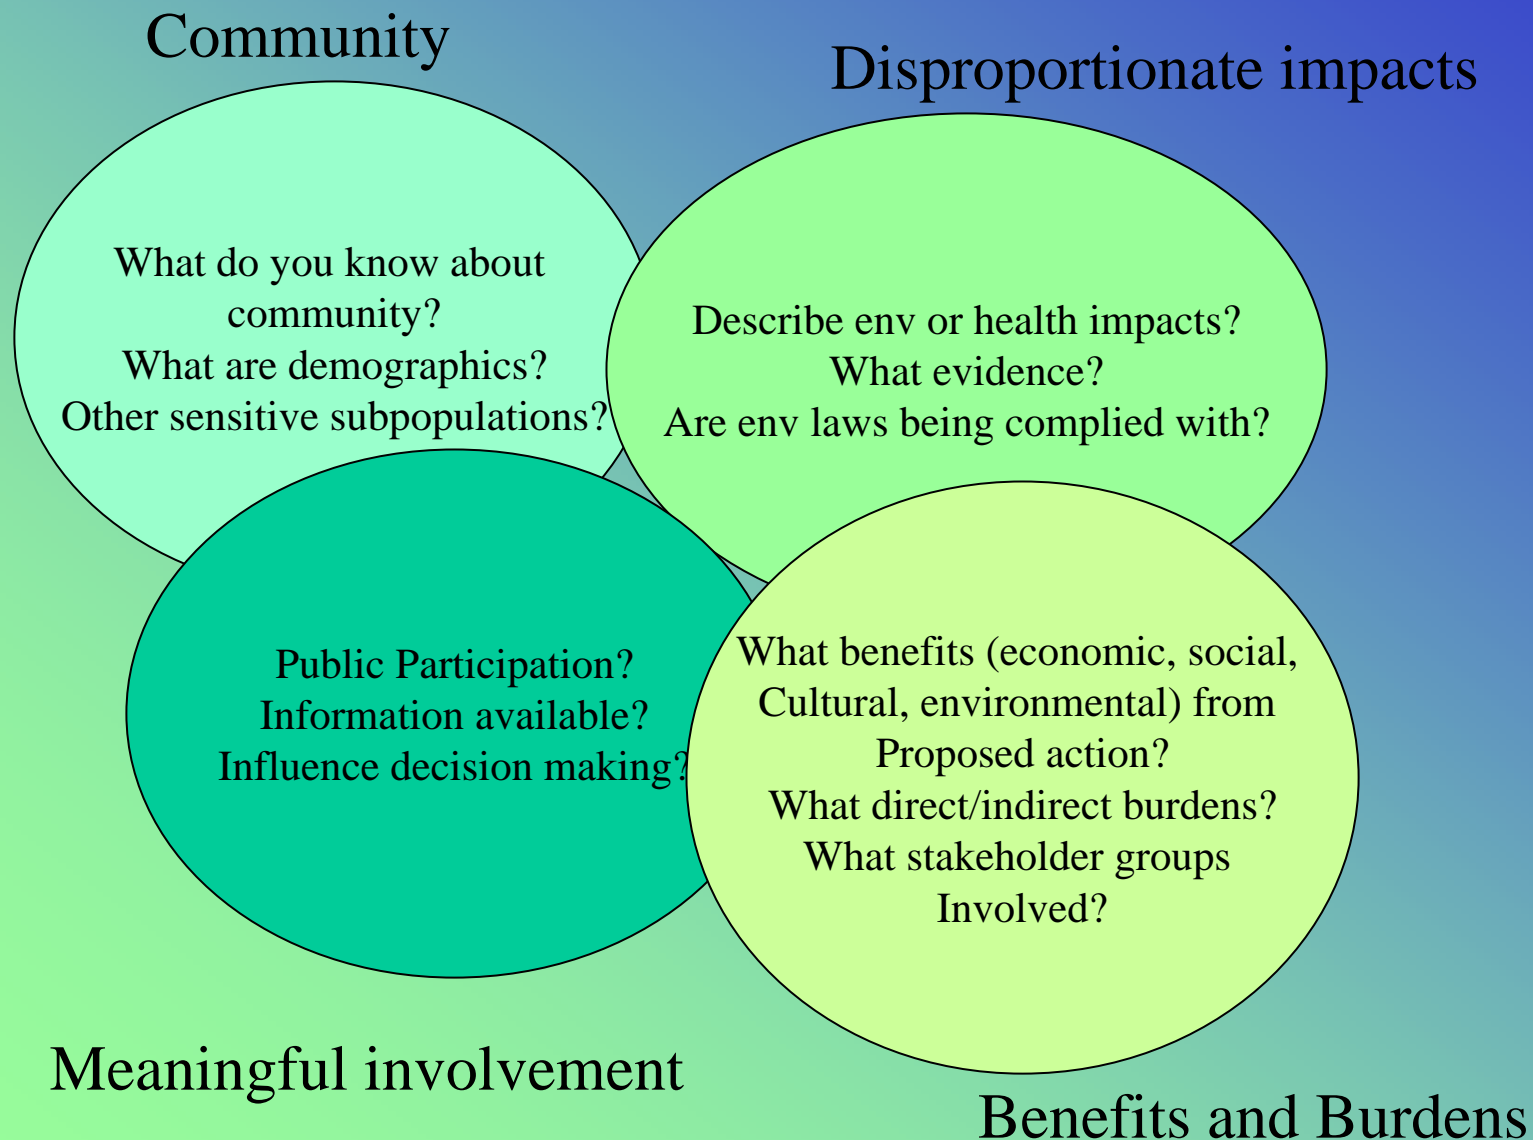 Community
What do you know about
community?
What are demographics?
Other sensitive subpopulations?
Disproportionate impacts
Describe env or health impacts?
What evidence?
Are env laws being complied with?
Public Participation?
Information available?
Influence decision making?
Meaningful involvement
What benefits (economic, social,
Cultural, environmental) from
Proposed action?
What direct/indirect burdens?
What stakeholder groups
Involved?
Benefits and Burdens